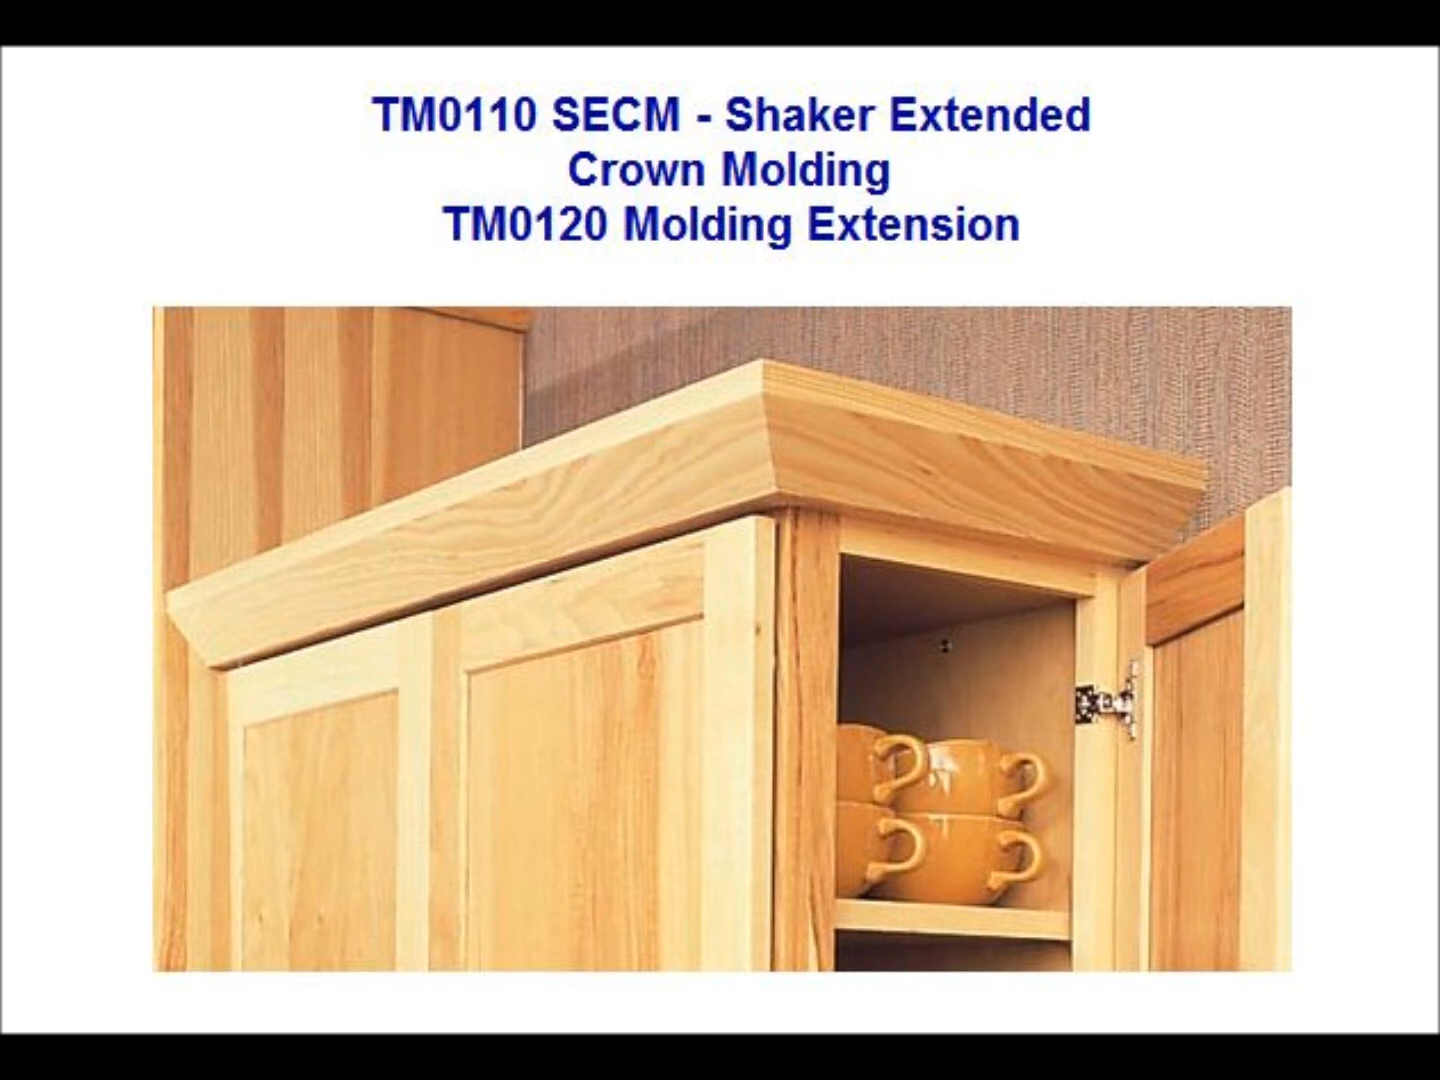 TM0110 SECM - Shaker Extended
Crown Molding
TM0120 Molding Extension